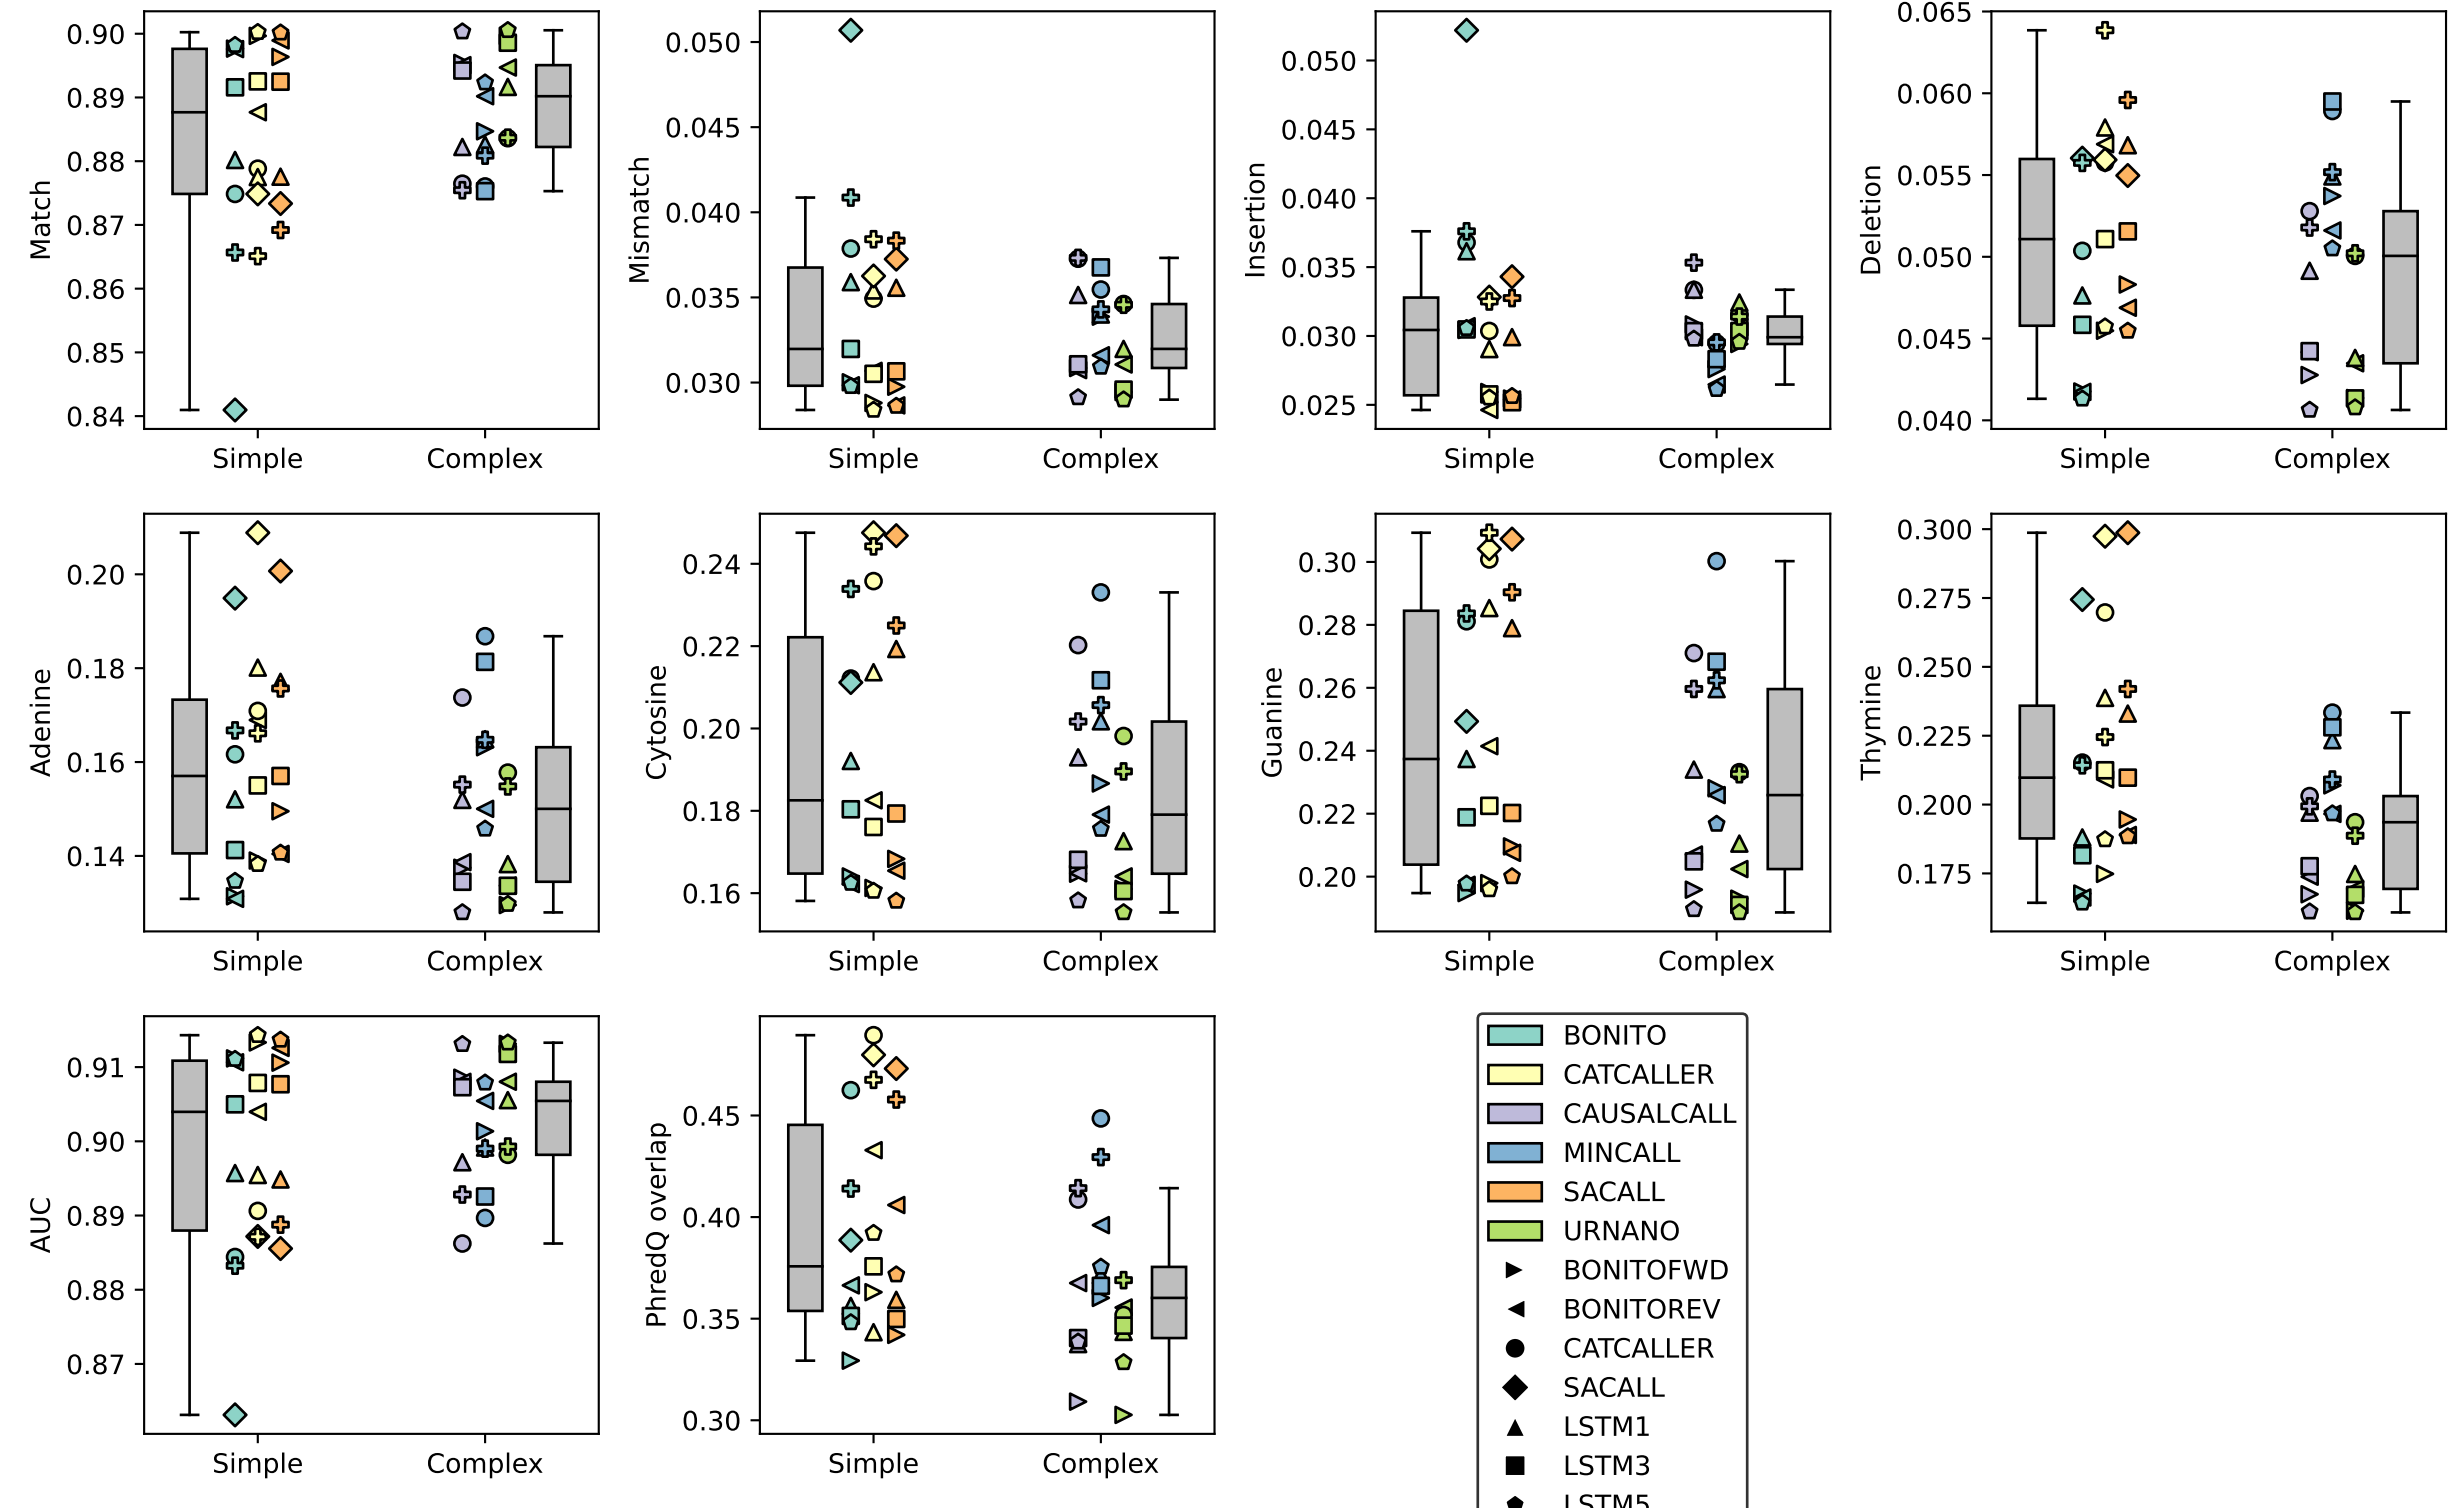 Match
0.90
0.89
0.88
0.87
0.86
0.85
0.84
Simple
Complex
Mismatch
0.050
0.045
0.040
0.035
0.030
Simple
Complex
Insertion
0.050
0.045
0.040
0.035
0.030
0.025
Simple
Complex
Deletion
0.065
0.060
0.055
0.050
0.045
0.040
Simple
Complex
Adenine
0.20
0.18
0.16
0.14
Simple
Complex
Cytosine
0.24
0.22
0.20
0.18
0.16
Simple
Complex
Guanine
0.30
0.28
0.26
0.24
0.22
0.20
Simple
Complex
Thymine
0.300
0.275
0.250
0.225
0.200
0.175
Simple
Complex
AUC
0.91
0.90
0.89
0.88
0.87
Simple
Complex
PhredQ overlap
0.45
0.40
0.35
0.30
Simple
Complex
BONITO
CATCALLER
CAUSALCALL
MINCALL
SACALL
URNANO
BONITOFWD
BONITOREV
CATCALLER
SACALL
LSTM1
LSTM3
LSTM5